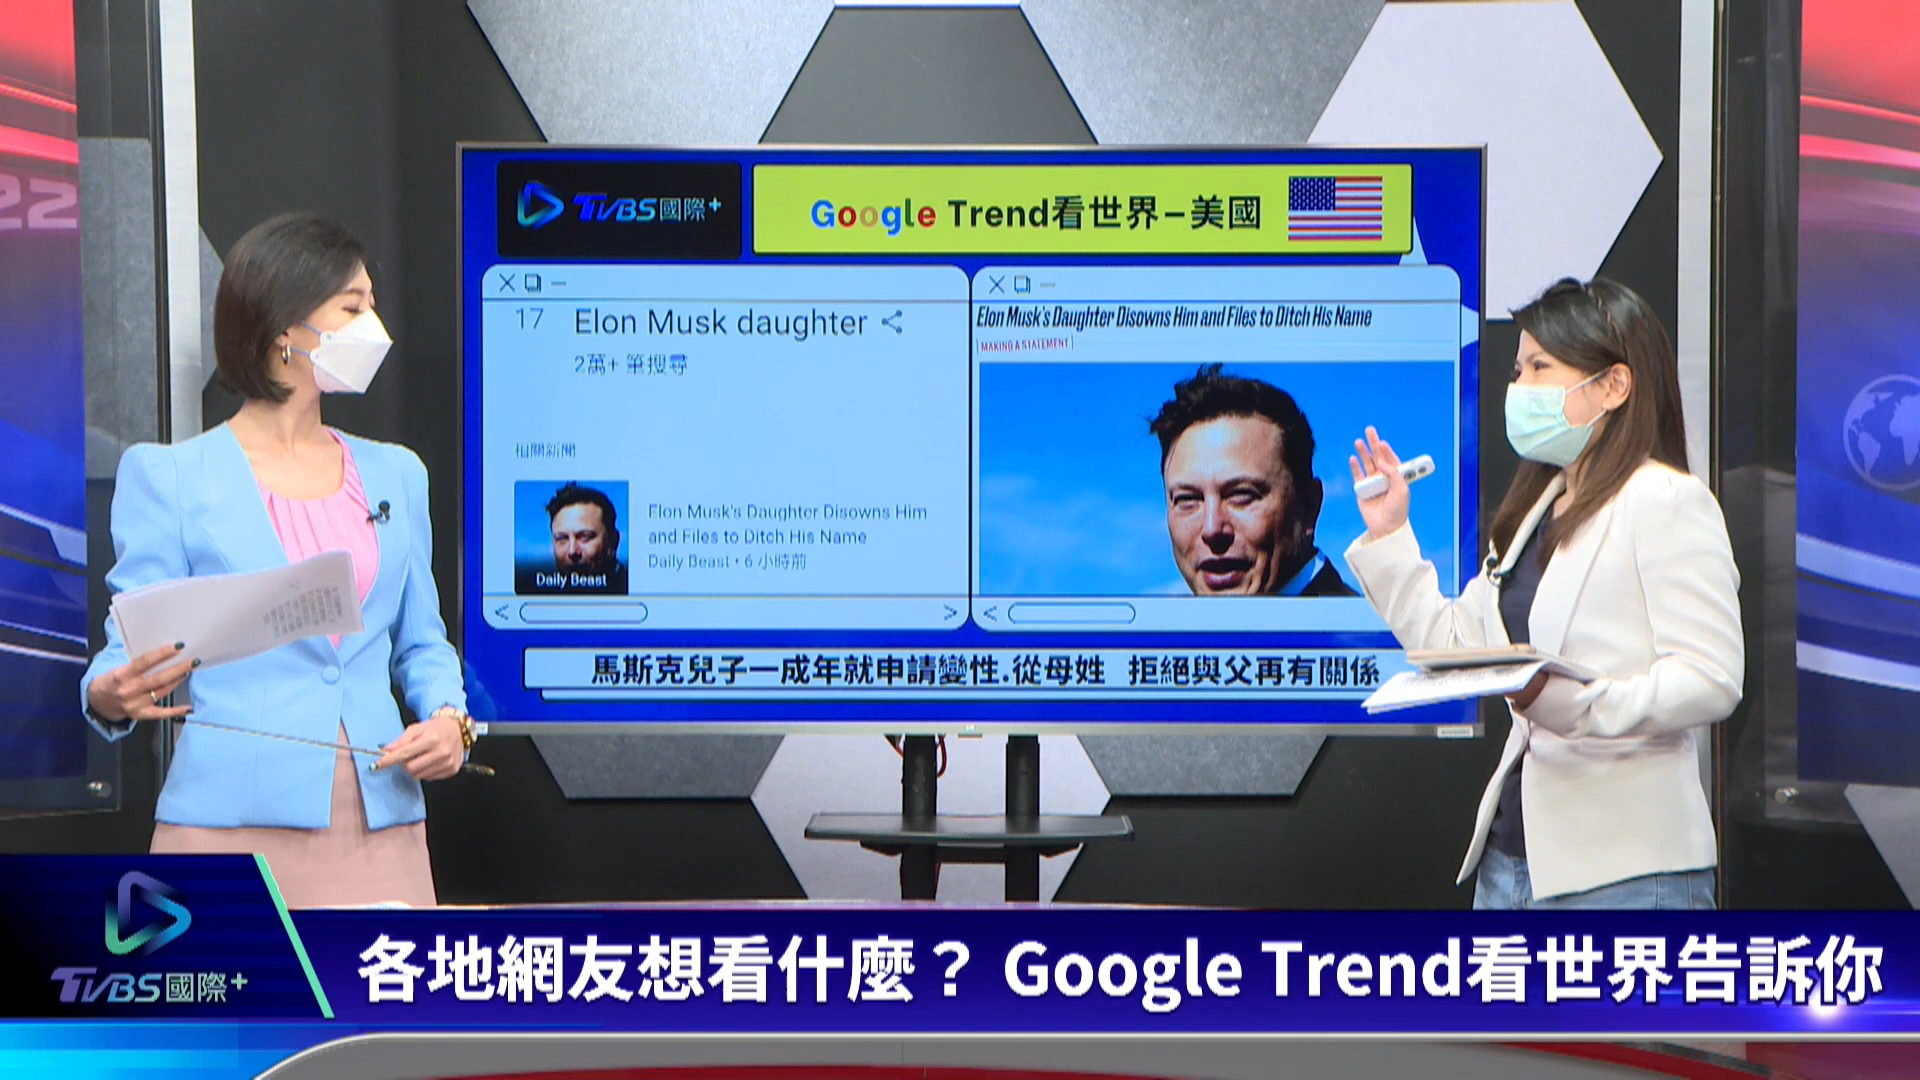 22
TVBS國際+
Google Trend看世界-美國
17 Elon Musk daughter
2萬+ 筆搜尋
相關新聞
Daily Beast
Elon Musk's Daughter Disowns Him
and Files to Ditch His Name
Daily Beast • 6 小時前
Elon Musk's Daughter Disowns Him and Files to Ditch His Name
MAKING A STATEMENT
馬斯克兒子一成年就申請變性.從母姓 拒絕與父再有關係
TVBS國際+
各地網友想看什麼？ Google Trend看世界告訴你